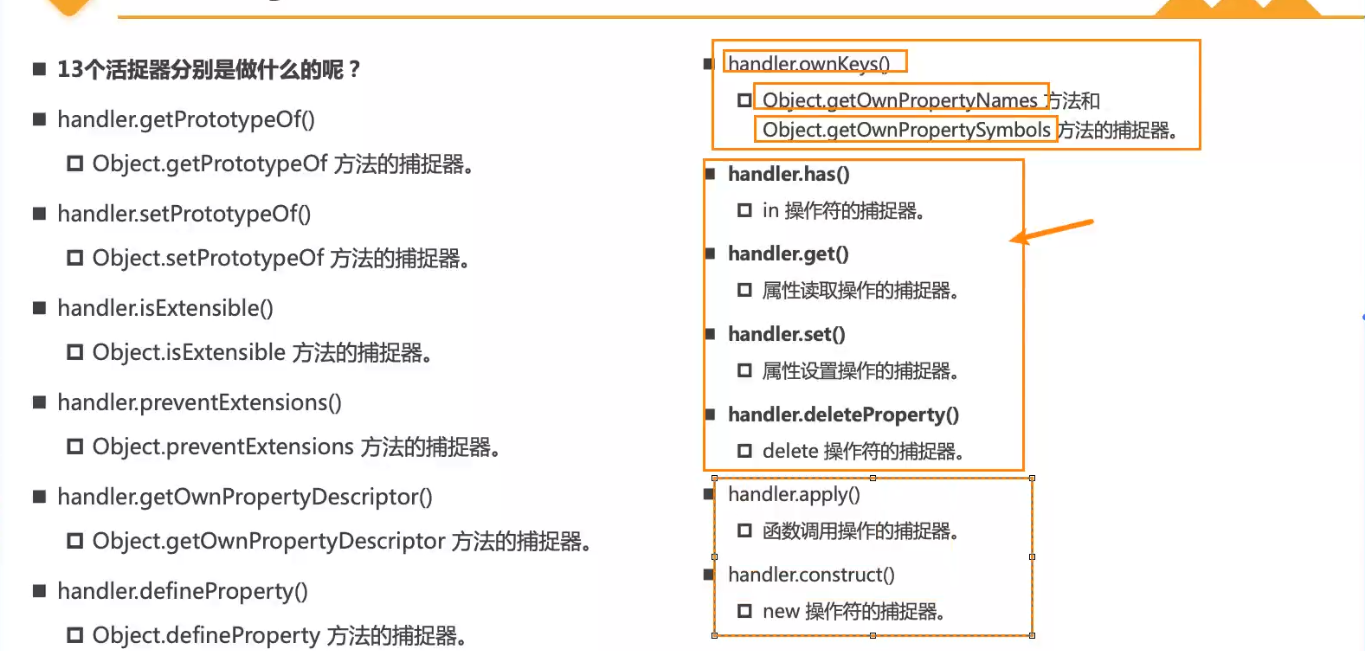 13个活捉器分别是做什么的呢？
handler.getPrototypeOf()
Object.getPrototypeOf 方法的捕捉器。
handler.setPrototypeOf()
Object.setPrototypeOf 方法的捕捉器。
handler.isExtensible()
Object.isExtensible 方法的捕捉器。
handler.preventExtensions()
Object.preventExtensions 方法的捕捉器。
handler.getOwnPropertyDescriptor()
Object.getOwnPropertyDescriptor 方法的捕捉器。
handler.defineProperty()
Object.defineProperty 方法的捕捉器。
handler.ownKeys()
Object.getOwnPropertyNames 方法和
Object.getOwnPropertySymbols 方法的捕捉器。
handler.has()
in 操作符的捕捉器。
handler.get()
属性读取操作的捕捉器。
handler.set()
属性设置操作的捕捉器。
handler.deleteProperty()
delete 操作符的捕捉器。
handler.apply()
函数调用操作的捕捉器。
handler.construct()
new 操作符的捕捉器。